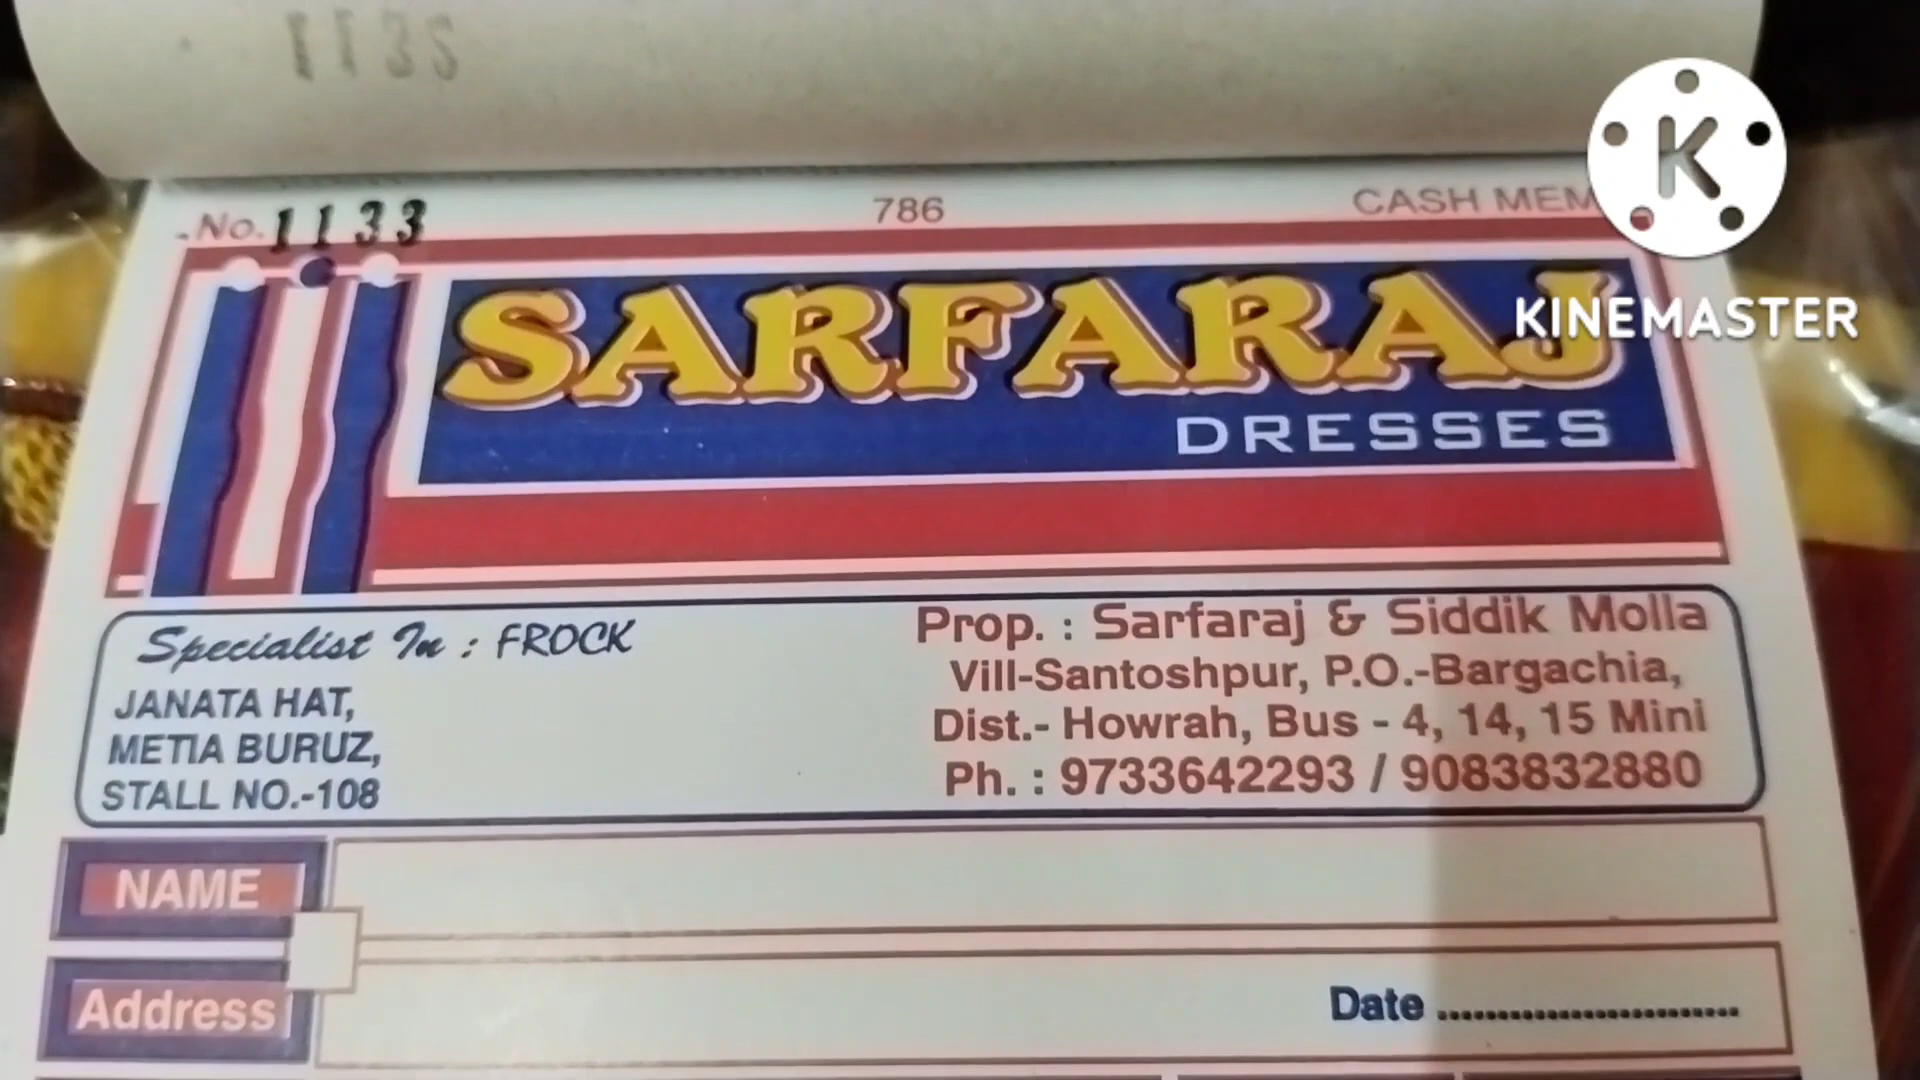 1133
No. 1133
786
CASH MEM
K
KINEMASTER
SARFARAJ
DRESSES
Specialist In : FROCK
JANATA HAT,
METIA BURUZ,
STALL NO.-108
Prop. : Sarfaraj & Siddik Molla
Vill-Santoshpur, P.O.-Bargachia,
Dist.- Howrah, Bus - 4, 14, 15 Mini
Ph. : 9733642293 / 9083832880
NAME
Address
Date ..........................